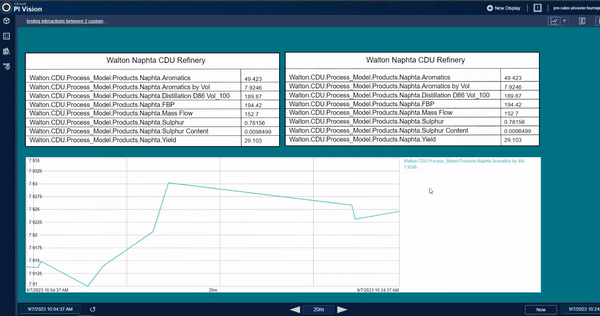 PI Vision
New Display
testing interactions between 2 custom...
Walton Naphta CDU Refinery
Walton.CDU.Process_Model.Products.Naphta.Aromatics 49.423
Walton.CDU.Process_Model.Products.Naphta.Aromatics by Vol 7.9246
Walton.CDU.Process_Model.Products.Naphta.Distillation D86 Vol_100 189.87
Walton.CDU.Process_Model.Products.Naphta.FBP 194.42
Walton.CDU.Process_Model.Products.Naphta.Mass Flow 152.7
Walton.CDU.Process_Model.Products.Naphta.Sulphur 0.78156
Walton.CDU.Process_Model.Products.Naphta.Sulphur Content 0.0098499
Walton.CDU.Process_Model.Products.Naphta.Yield 29.103
Walton Naphta CDU Refinery
Walton.CDU.Process_Model.Products.Naphta.Aromatics 49.423
Walton.CDU.Process_Model.Products.Naphta.Aromatics by Vol 7.9246
Walton.CDU.Process_Model.Products.Naphta.Distillation D86 Vol_100 189.87
Walton.CDU.Process_Model.Products.Naphta.FBP 194.42
Walton.CDU.Process_Model.Products.Naphta.Mass Flow 152.7
Walton.CDU.Process_Model.Products.Naphta.Sulphur 0.78156
Walton.CDU.Process_Model.Products.Naphta.Sulphur Content 0.0098499
Walton.CDU.Process_Model.Products.Naphta.Yield 29.103
7.935
7.9325
7.93
7.9275
7.925
7.9225
7.92
7.9175
7.915
7.9125
7.91
Walton.CDU.Process_Model.Products.Naphta.Aromatics by Vol
7.9246
9/7/2023 10:04:37 AM 20m 9/7/2023 10:24:37 AM
9/7/2023 10:04:37 AM 20m Now 9/7/2023 10:24